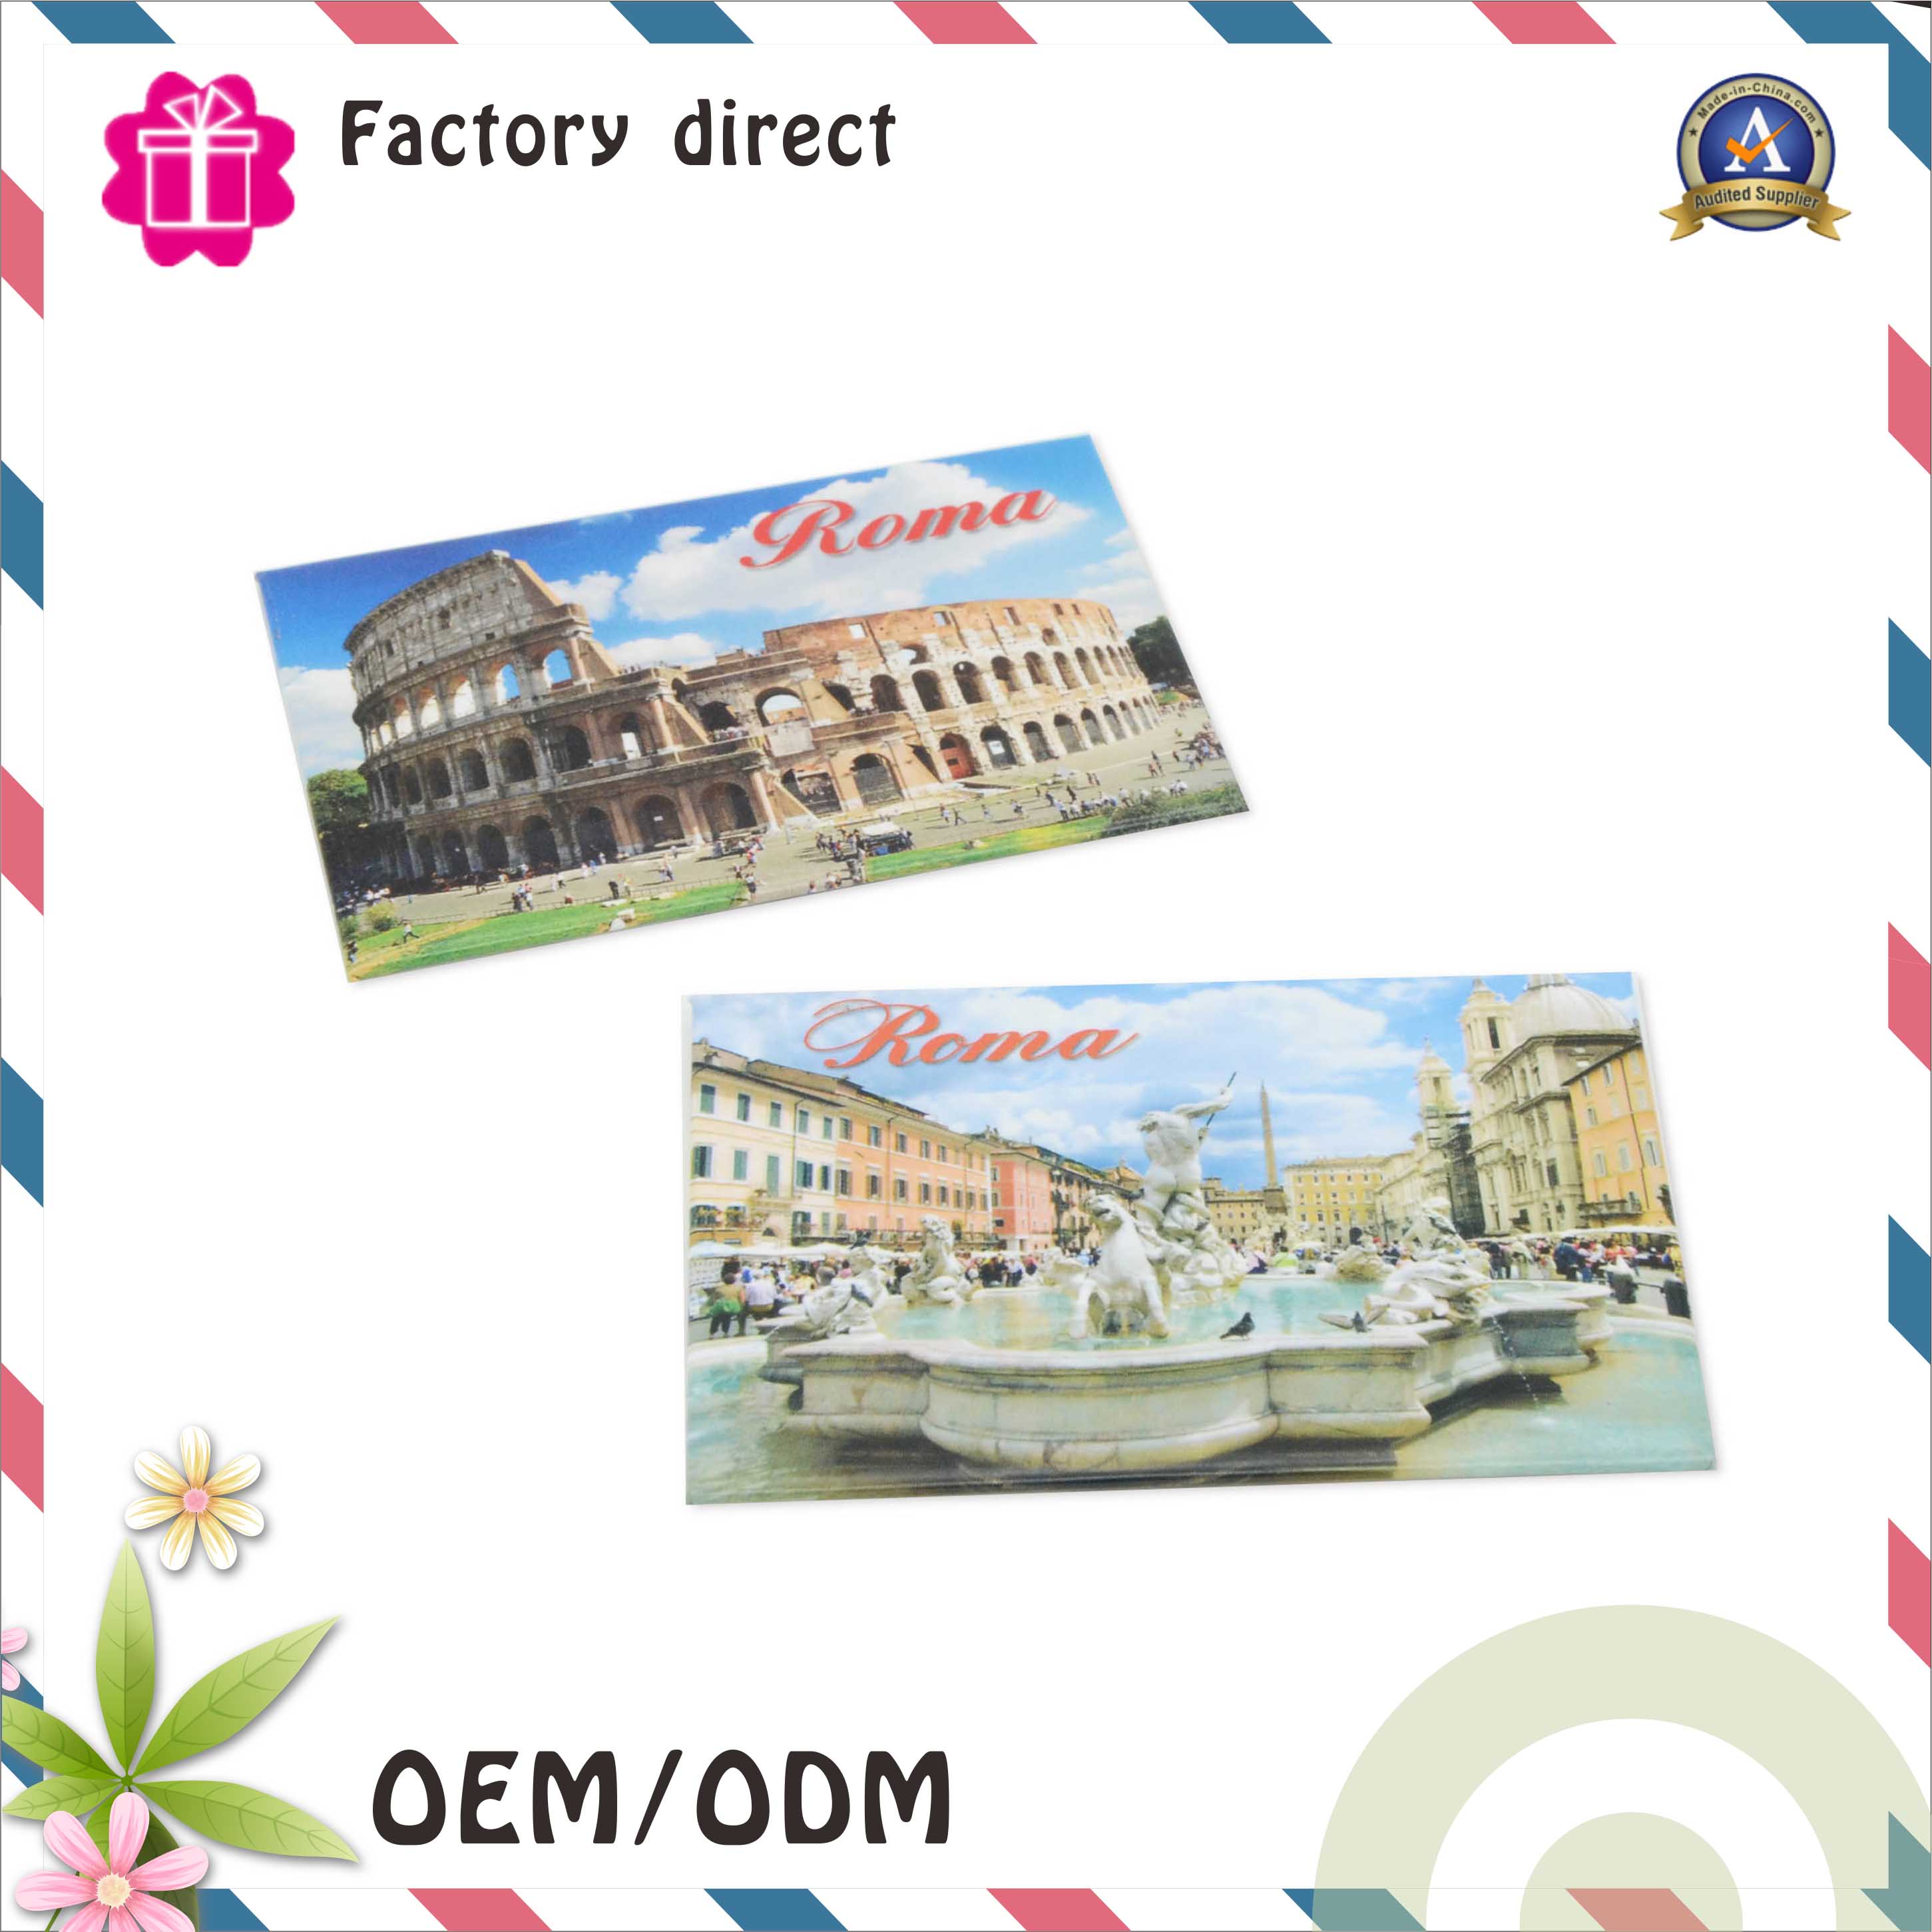 Factory direct
Made-in-China.com
A
Audited Supplier
Roma
Roma
OEM/ODM